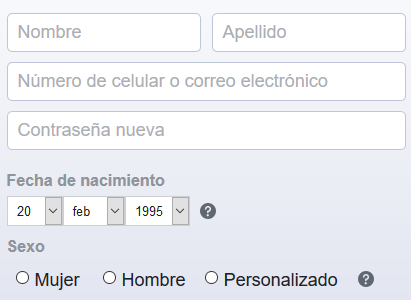 Nombre Apellido
Número de celular o correo electrónico
Contraseña nueva
Fecha de nacimiento
20 feb 1995 ?
Sexo
Mujer Hombre Personalizado ?